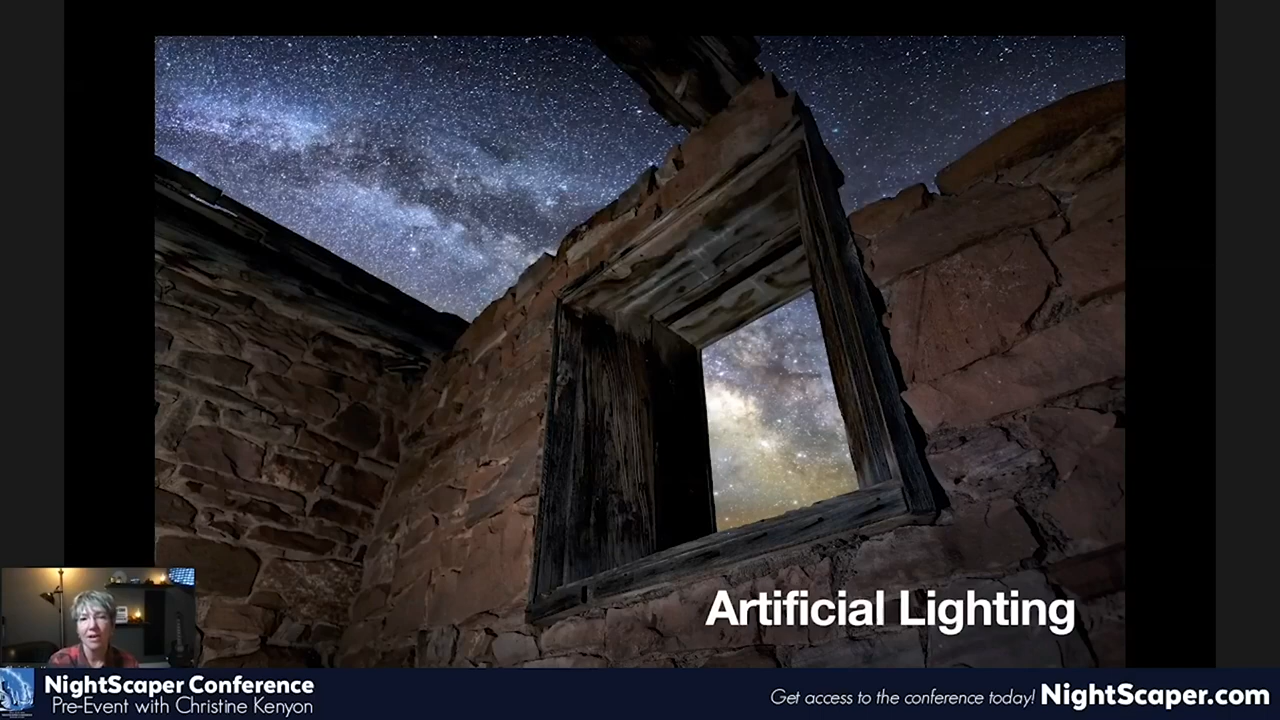 Artificial Lighting
NightScaper Conference
Pre-Event with Christine Kenyon
Get access to the conference today! NightScaper.com